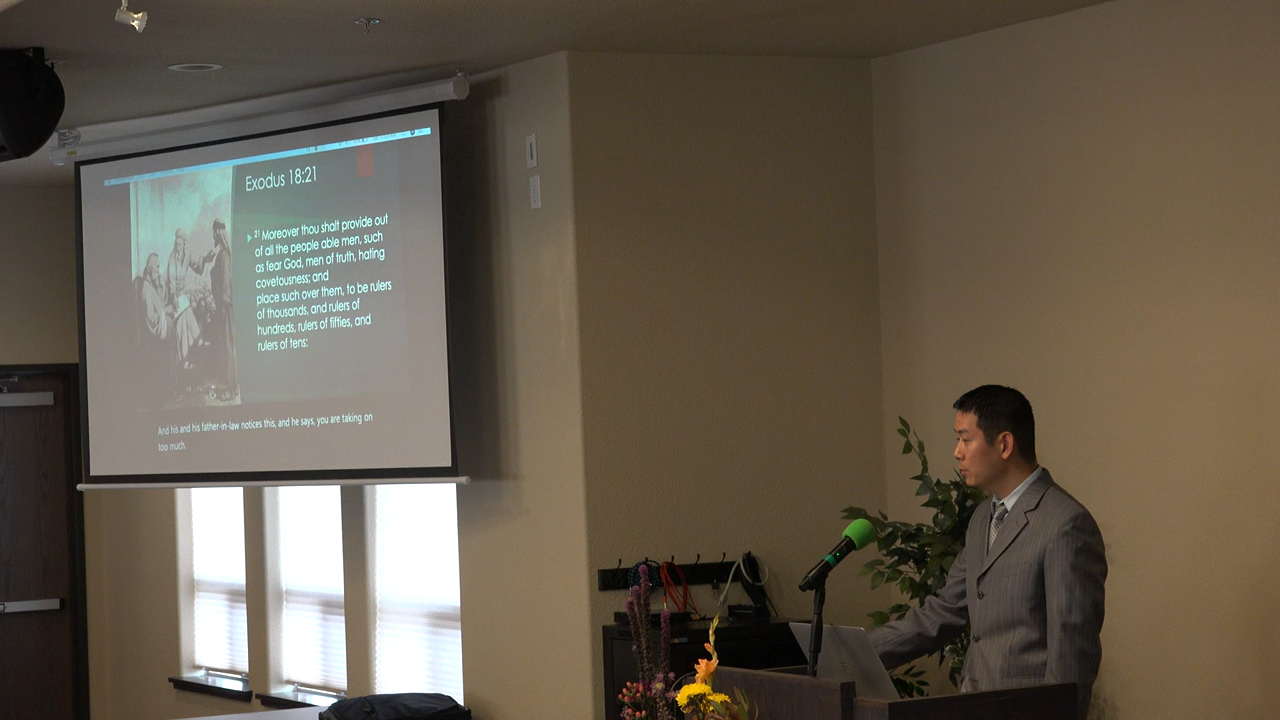 Exodus 18:21
21 Moreover thou shalt provide out
of all the people able men, such
as fear God, men of truth, hating
covetousness; and
place such over them, to be rulers
of thousands, and rulers of
hundreds, rulers of fifties, and
rulers of tens:
And his and his father-in-law notices this, and he says, you are taking on
too much.